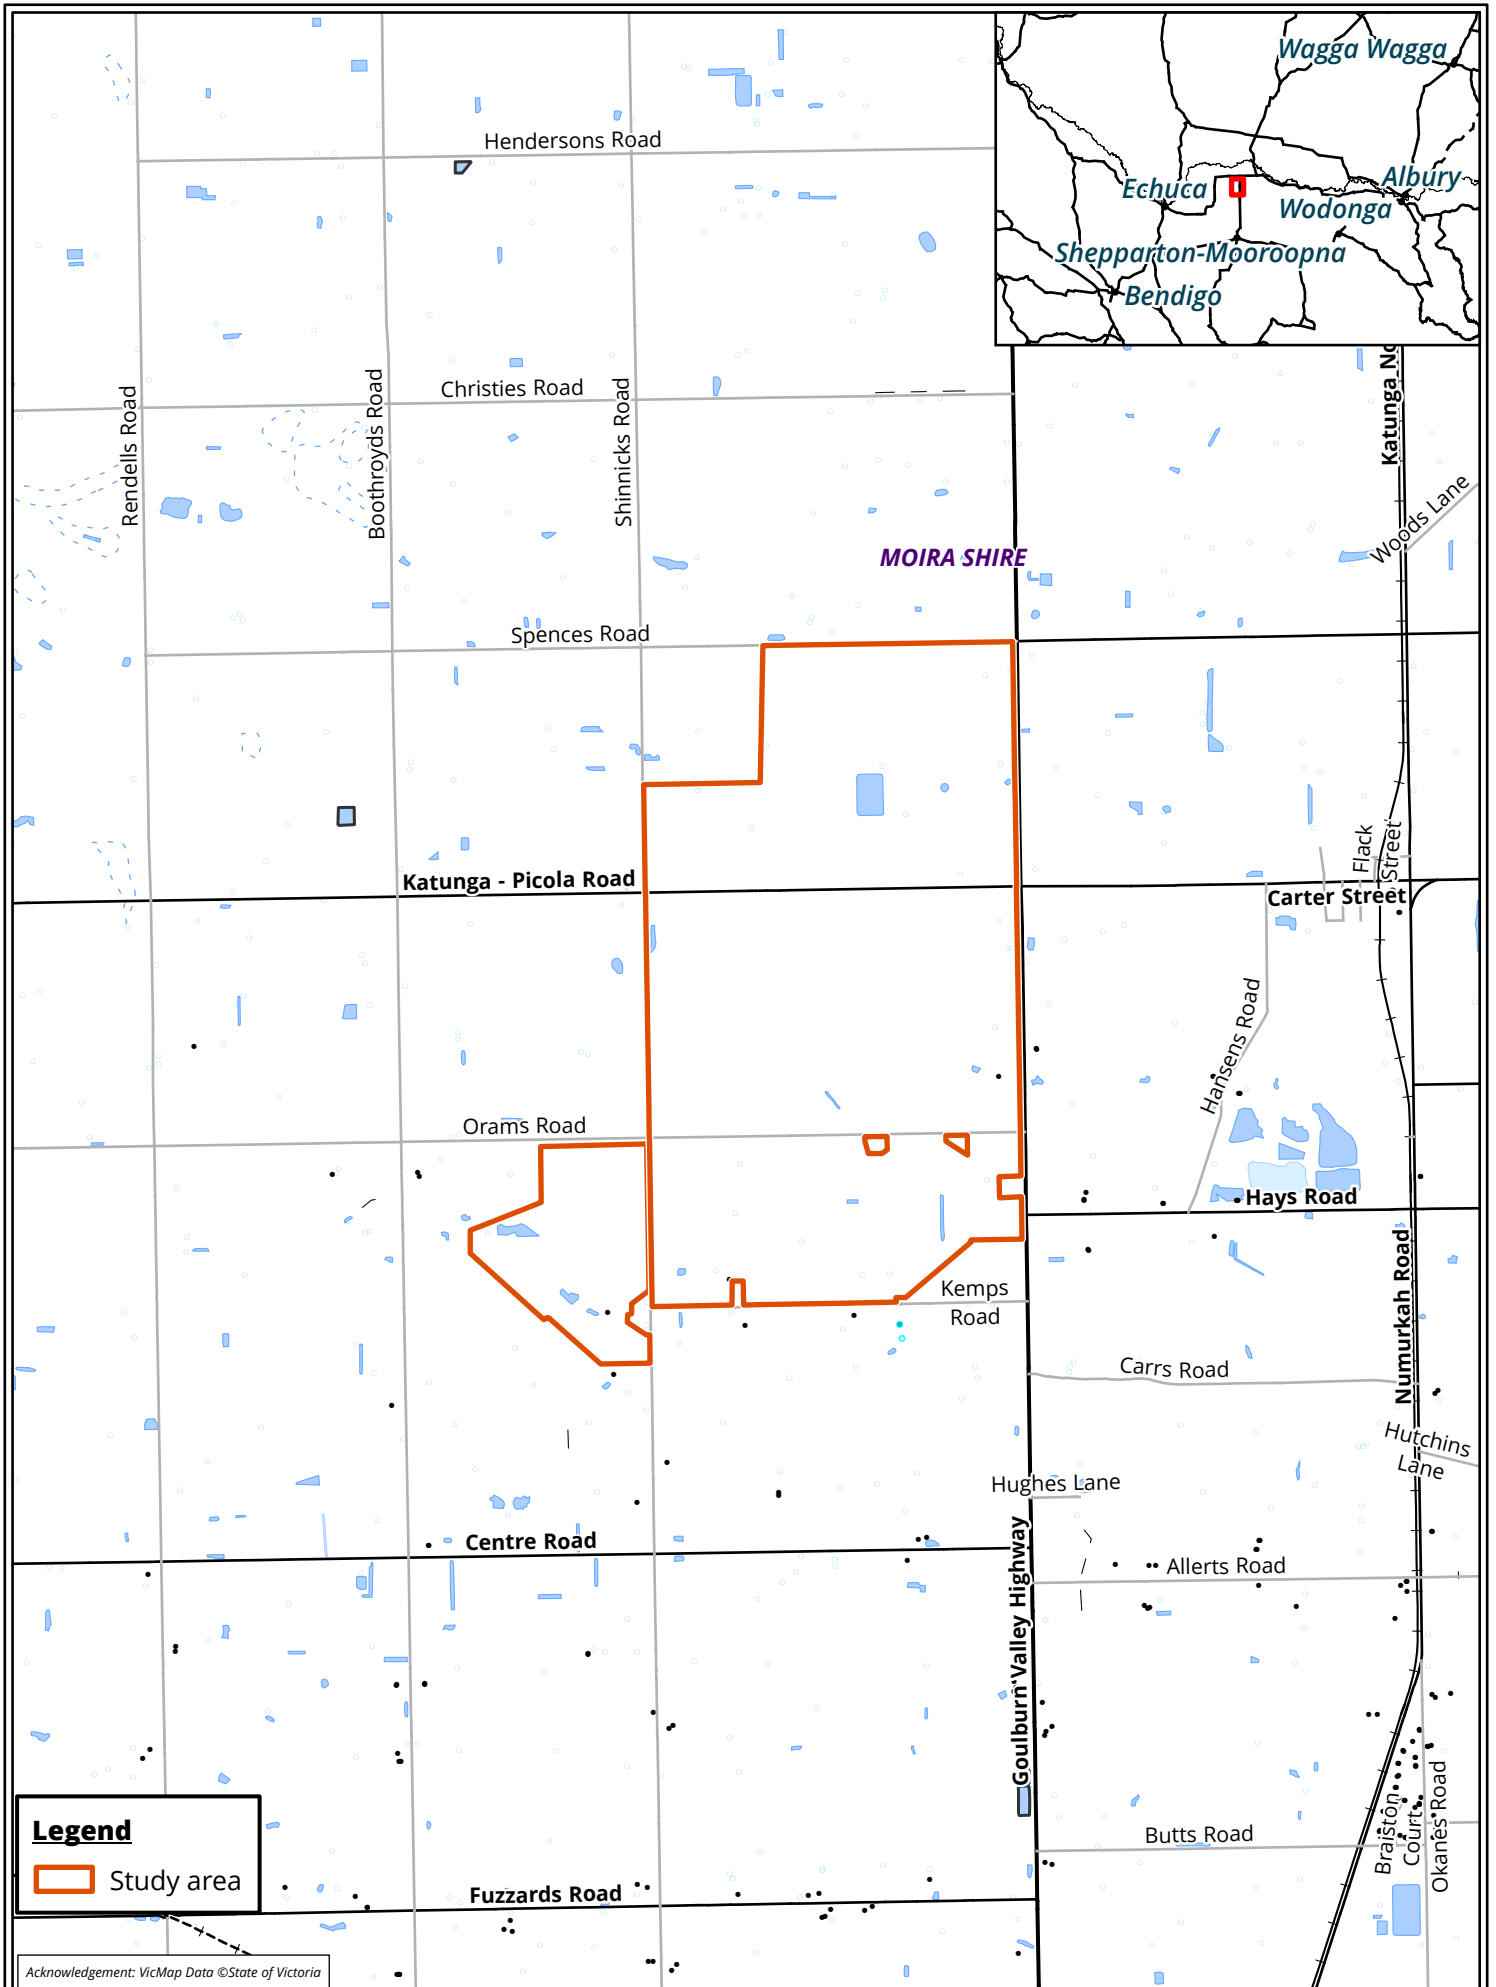 Wagga Wagga
Hendersons Road
Echuca
Albury
Wodonga
Shepparton-Mooroopna
Bendigo
Christies Road
Rendells Road
Boothroyds Road
Shinnicks Road
Katunga
Woods Lane
MOIRA SHIRE
Spences Road
Flack
Street
Katunga - Picola Road
Carter Street
Hansens Road
Orams Road
Hays Road
Kemps
Road
Numurkah Road
Carrs Road
Hutchins
Lane
Hughes Lane
Centre Road
Goulburn Valley Highway
Allerts Road
Butts Road
Braiston
Court
Okanes Road
Legend
Study area
Fuzzards Road
Acknowledgement: VicMap Data ©State of Victoria